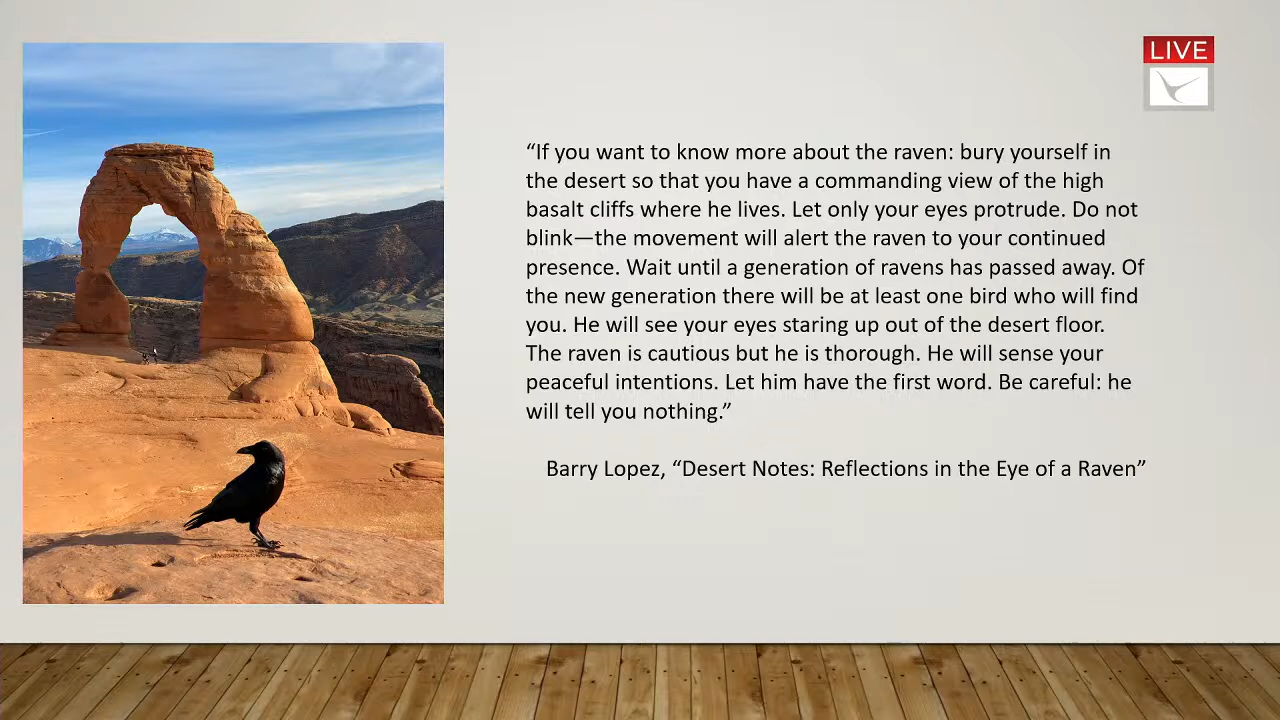 LIVE
“If you want to know more about the raven: bury yourself in
the desert so that you have a commanding view of the high
basalt cliffs where he lives. Let only your eyes protrude. Do not
blink—the movement will alert the raven to your continued
presence. Wait until a generation of ravens has passed away. Of
the new generation there will be at least one bird who will find
you. He will see your eyes staring up out of the desert floor.
The raven is cautious but he is thorough. He will sense your
peaceful intentions. Let him have the first word. Be careful: he
will tell you nothing.”
Barry Lopez, “Desert Notes: Reflections in the Eye of a Raven”